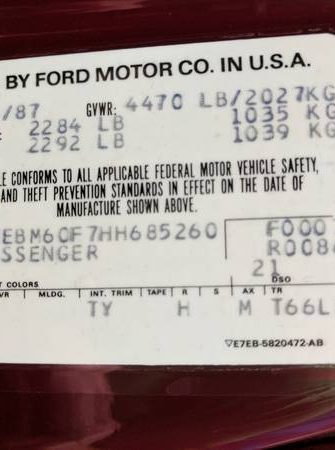 BY FORD MOTOR CO. IN U.S.A.
/87 GVWR: 4470 LB/2027KG
: 2284 LB 1035 KG
2292 LB 1039 KG
LE CONFORMS TO ALL APPLICABLE FEDERAL MOTOR VEHICLE SAFETY,
AND THEFT PREVENTION STANDARDS IN EFFECT ON THE DATE OF
MANUFACTURE SHOWN ABOVE.
EBM60F7HH685260 F000
SSENGER R008
21 DSO
T COLORS
VR MLDG. INT. TRIM TAPE R S AX TR
TY H M T66L
▽E7EB-5820472-AB